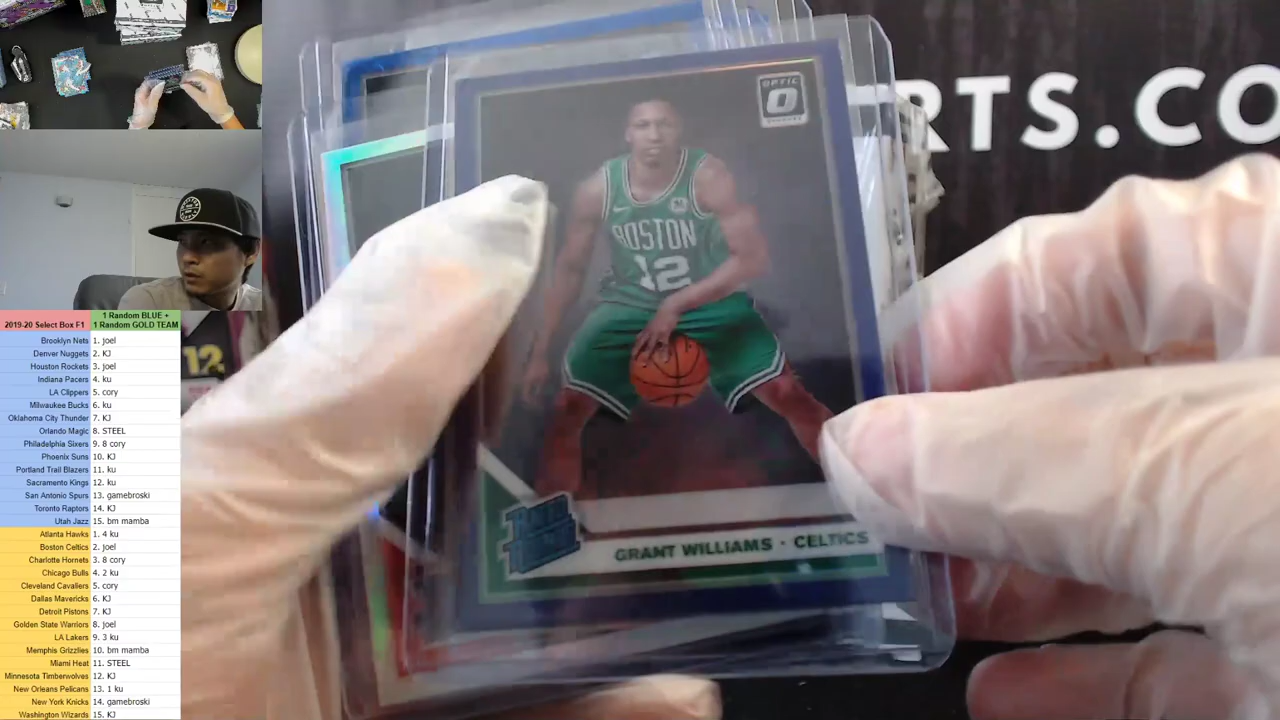 2019-20 Select Box F1 1 Random BLUE +
1 Random GOLD TEAM
Brooklyn Nets 1. joel
Denver Nuggets 2. KJ
Houston Rockets 3. joel
Indiana Pacers 4. ku
LA Clippers 5. cory
Milwaukee Bucks 6. ku
Oklahoma City Thunder 7. KJ
Orlando Magic 8. STEEL
Philadelphia Sixers 9. 8 cory
Phoenix Suns 10. KJ
Portland Trail Blazers 11. ku
Sacramento Kings 12. ku
San Antonio Spurs 13. gamebroski
Toronto Raptors 14. KJ
Utah Jazz 15. bm mamba
Atlanta Hawks 1. 4 ku
Boston Celtics 2. joel
Charlotte Hornets 3. 8 cory
Chicago Bulls 4. 2 ku
Cleveland Cavaliers 5. cory
Dallas Mavericks 6. KJ
Detroit Pistons 7. KJ
Golden State Warriors 8. joel
LA Lakers 9. 3 ku
Memphis Grizzlies 10. bm mamba
Miami Heat 11. STEEL
Minnesota Timberwolves 12. KJ
New Orleans Pelicans 13. 1 ku
New York Knicks 14. gamebroski
Washington Wizards 15. KJ
12
OPTIC
O
BOSTON
12
GRANT WILLIAMS · CELTICS
RTS.CO